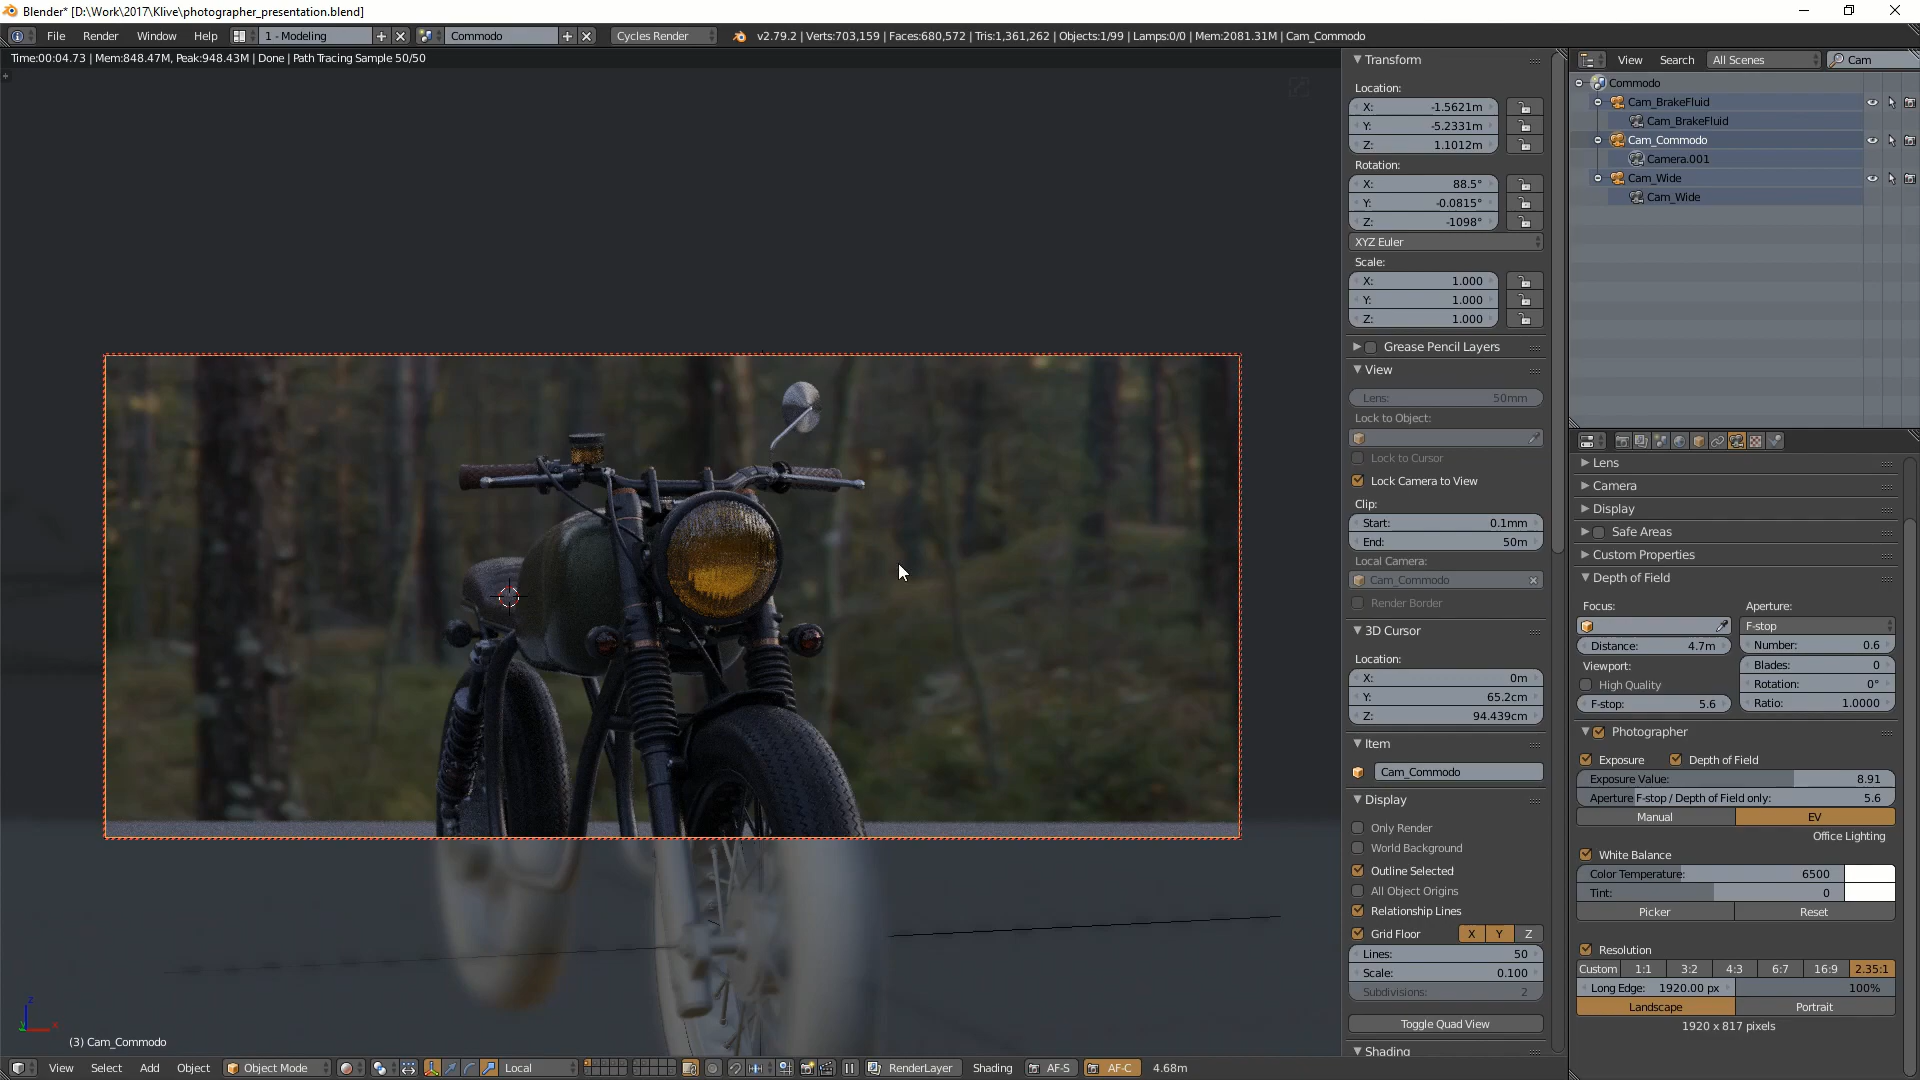 Blender* [D:\Work\2017\Klive\photographer_presentation.blend]
File Render Window Help 1 - Modeling Commodo Cycles Render v2.79.2 | Verts:703,159 | Faces:680,572 | Tris:1,361,262 | Objects:1/99 | Lamps:0/0 | Mem:2081.31M | Cam_Commodo
Time:00:04.73 | Mem:848.47M, Peak:948.43M | Done | Path Tracing Sample 50/50
(3) Cam_Commodo
View Select Add Object Object Mode Local RenderLayer Shading AF-S AF-C 4.68m
Transform
Location:
X: -1.5621m
Y: -5.2331m
Z: 1.1012m
Rotation:
X: 88.5°
Y: -0.0815°
Z: -1098°
XYZ Euler
Scale:
X: 1.000
Y: 1.000
Z: 1.000
Grease Pencil Layers
View
Lens: 50mm
Lock to Object:
Lock to Cursor
Lock Camera to View
Clip:
Start: 0.1mm
End: 50m
Local Camera:
Cam_Commodo
Render Border
3D Cursor
Location:
X: 0m
Y: 65.2cm
Z: 94.439cm
Item
Cam_Commodo
Display
Only Render
World Background
Outline Selected
All Object Origins
Relationship Lines
Grid Floor X Y Z
Lines: 50
Scale: 0.100
Subdivisions: 2
Toggle Quad View
Shading
View Search All Scenes Cam
Commodo
Cam_BrakeFluid
Cam_BrakeFluid
Cam_Commodo
Camera.001
Cam_Wide
Cam_Wide
Lens
Camera
Display
Safe Areas
Custom Properties
Depth of Field
Focus: Aperture:
F-stop
Distance: 4.7m Number: 0.6
Viewport: Blades: 0
High Quality Rotation: 0°
F-stop: 5.6 Ratio: 1.0000
Photographer
Exposure Depth of Field
Exposure Value: 8.91
Aperture F-stop / Depth of Field only: 5.6
Manual EV
Office Lighting
White Balance
Color Temperature: 6500
Tint: 0
Picker Reset
Resolution
Custom 1:1 3:2 4:3 6:7 16:9 2.35:1
Long Edge: 1920.00 px 100%
Landscape Portrait
1920 x 817 pixels